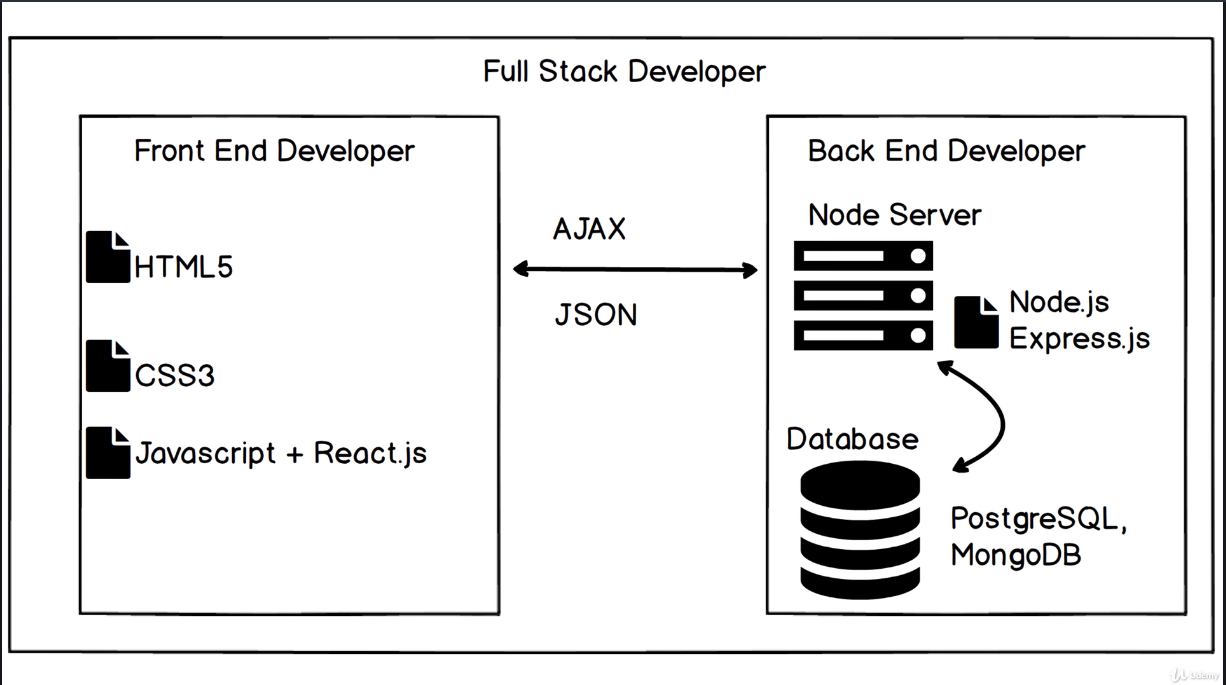 Full Stack Developer
Front End Developer
HTML5
CSS3
Javascript + React.js
AJAX
JSON
Back End Developer
Node Server
Node.js
Express.js
Database
PostgreSQL,
MongoDB
Udemy